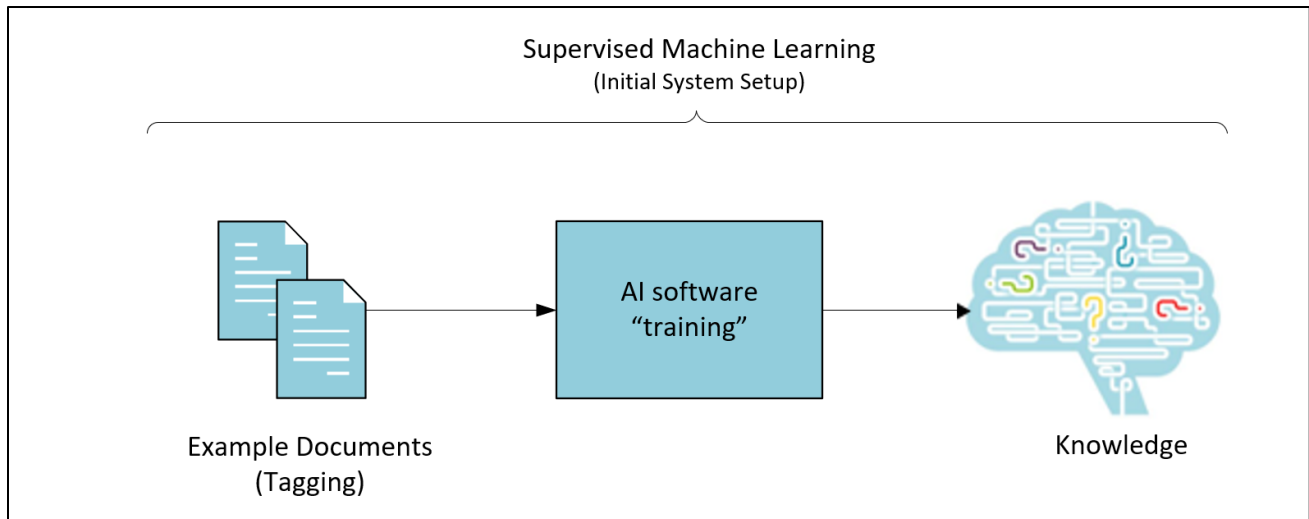 Supervised Machine Learning
(Initial System Setup)
AI software
“training”
Example Documents
(Tagging)
Knowledge